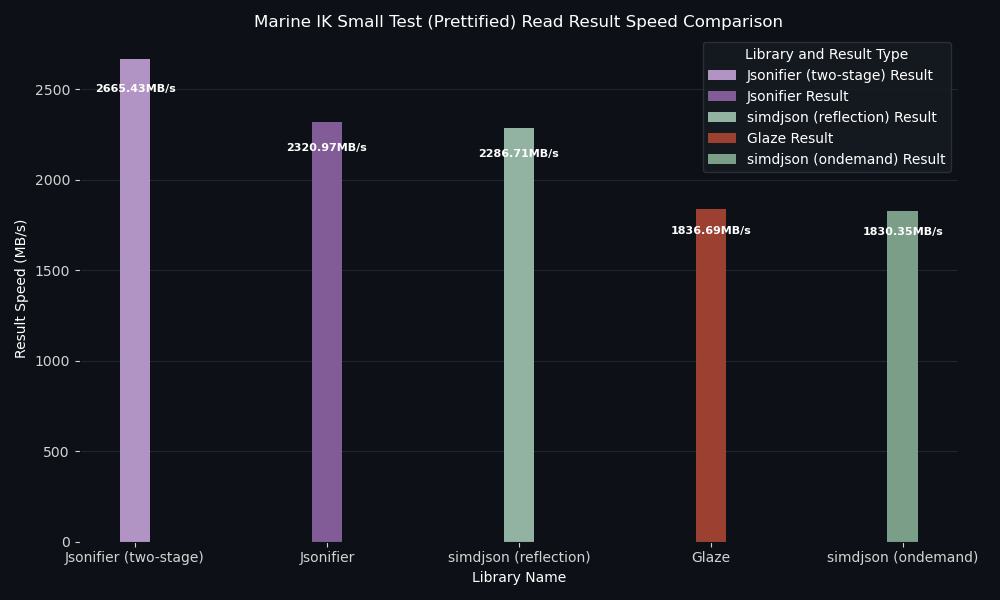 Marine IK Small Test (Prettified) Read Result Speed Comparison
Library and Result Type
Jsonifier (two-stage) Result
Jsonifier Result
simdjson (reflection) Result
Glaze Result
simdjson (ondemand) Result
Result Speed (MB/s)
2500
2000
1500
1000
500
0
2665.43MB/s
2320.97MB/s
2286.71MB/s
1836.69MB/s
1830.35MB/s
Jsonifier (two-stage)
Jsonifier
simdjson (reflection)
Glaze
simdjson (ondemand)
Library Name